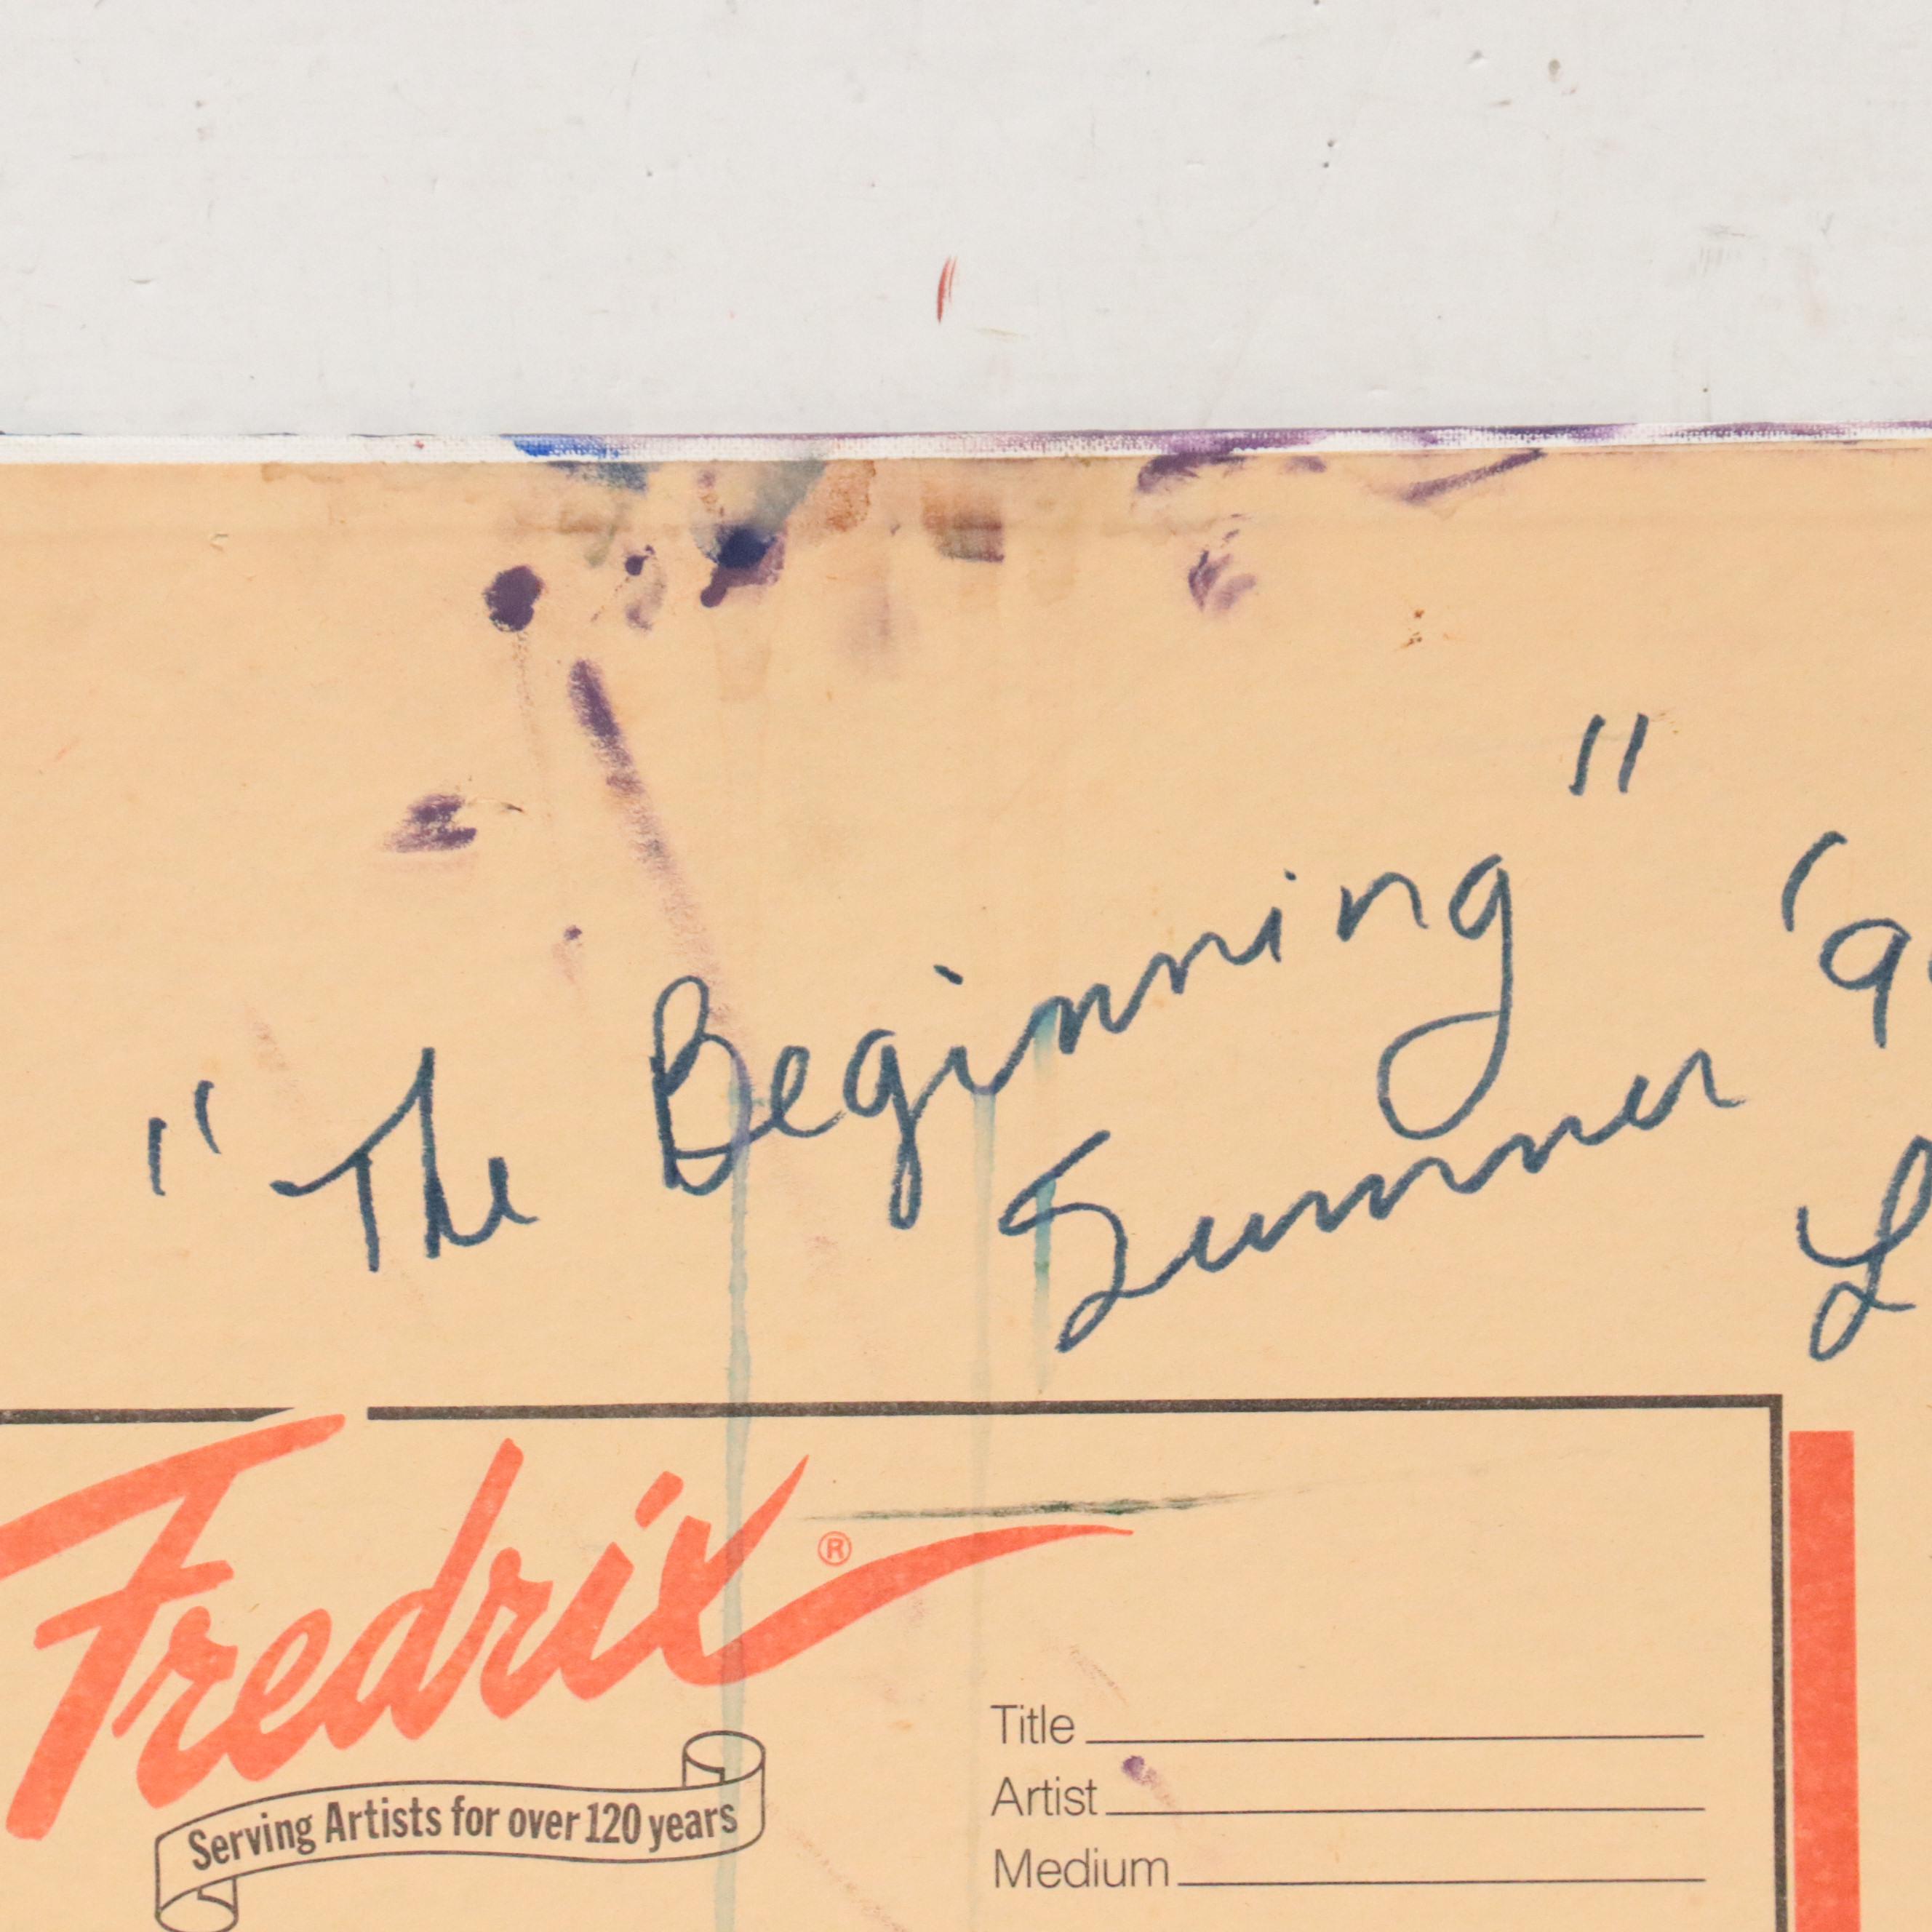 "The Beginning"
Summer '9
Fredrix®
Serving Artists for over 120 years
Title
Artist
Medium